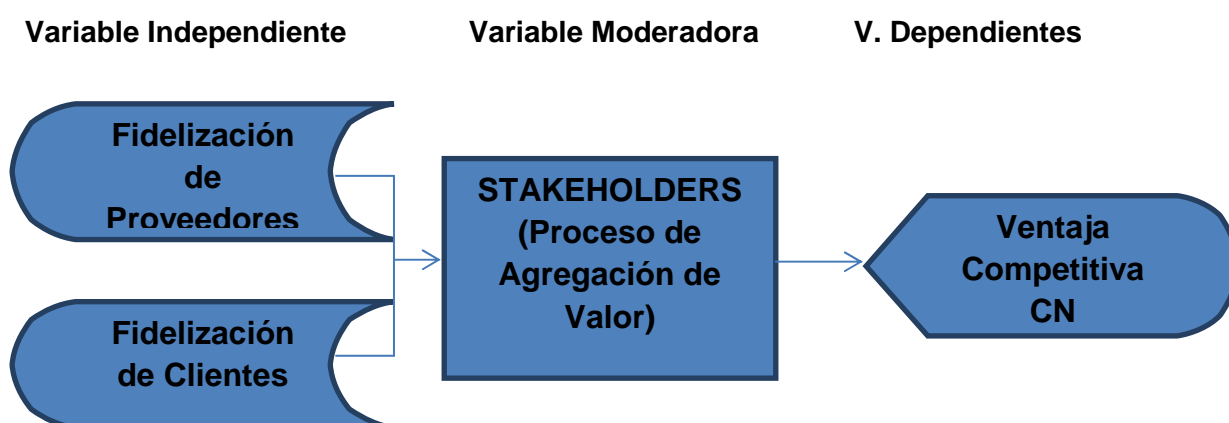 Variable Independiente
Variable Moderadora
V. Dependientes
Fidelización
de
Proveedores
STAKEHOLDERS
(Proceso de
Agregación de
Valor)
Ventaja
Competitiva
CN
Fidelización
de Clientes